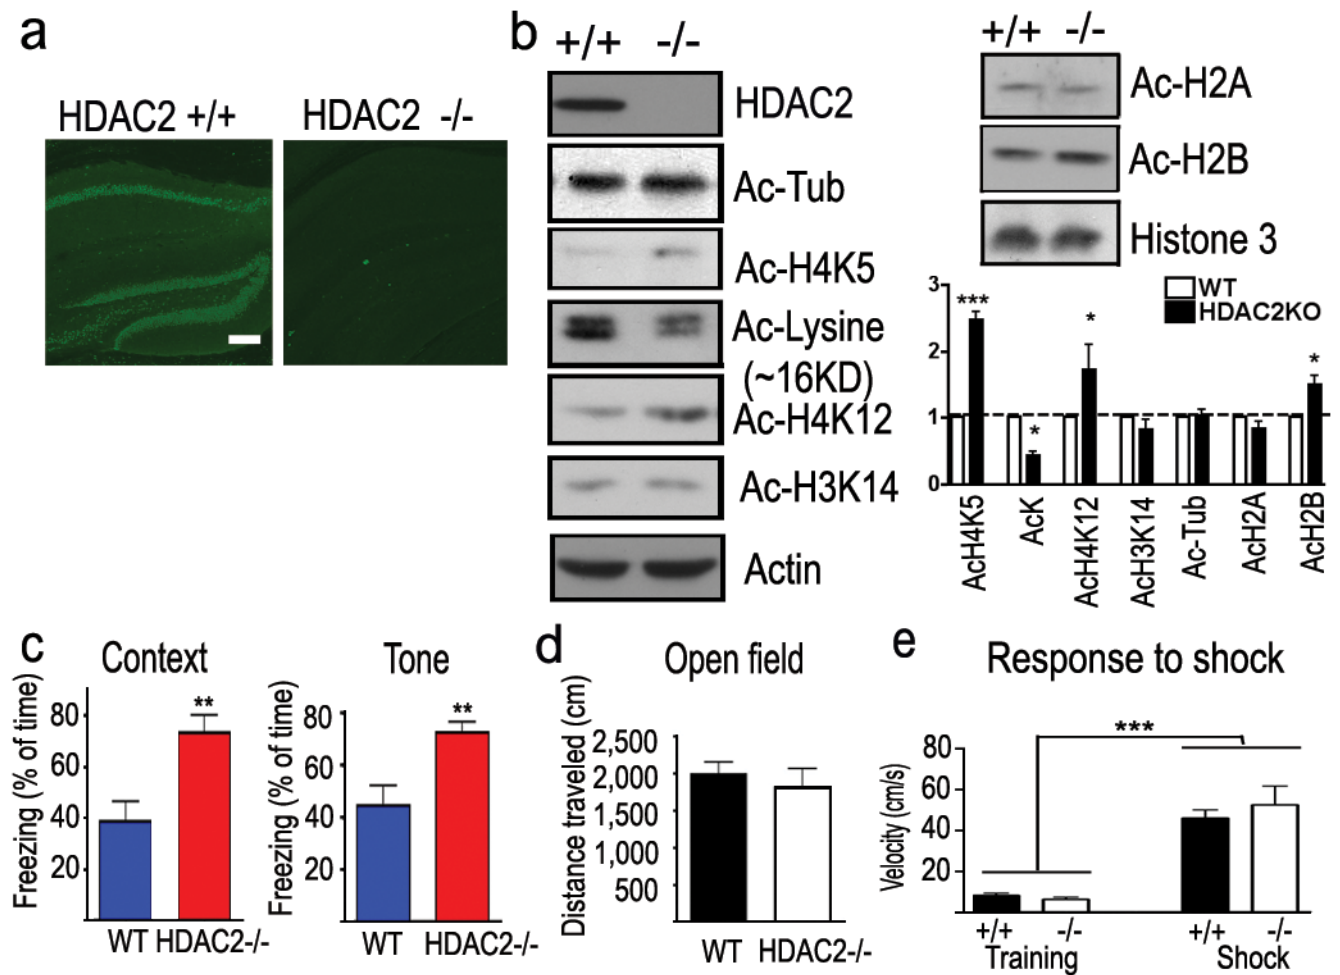 a
HDAC2 +/+
HDAC2 -/-
b
+/+ -/-
HDAC2
Ac-Tub
Ac-H4K5
Ac-Lysine
(~16KD)
Ac-H4K12
Ac-H3K14
Actin
+/+ -/-
Ac-H2A
Ac-H2B
Histone 3
3
2
1
0
WT
HDAC2KO
***
*
*
*
AcH4K5
AcK
AcH4K12
AcH3K14
Ac-Tub
AcH2A
AcH2B
c
Context
Freezing (% of time)
80
60
40
20
**
WT HDAC2-/-
Tone
Freezing (% of time)
80
60
40
20
**
WT HDAC2-/-
d
Open field
Distance traveled (cm)
2,500
2,000
1,500
1,000
500
WT HDAC2-/-
e
Response to shock
Velocity (cm/s)
80
60
40
20
***
+/+ -/- +/+ -/-
Training Shock